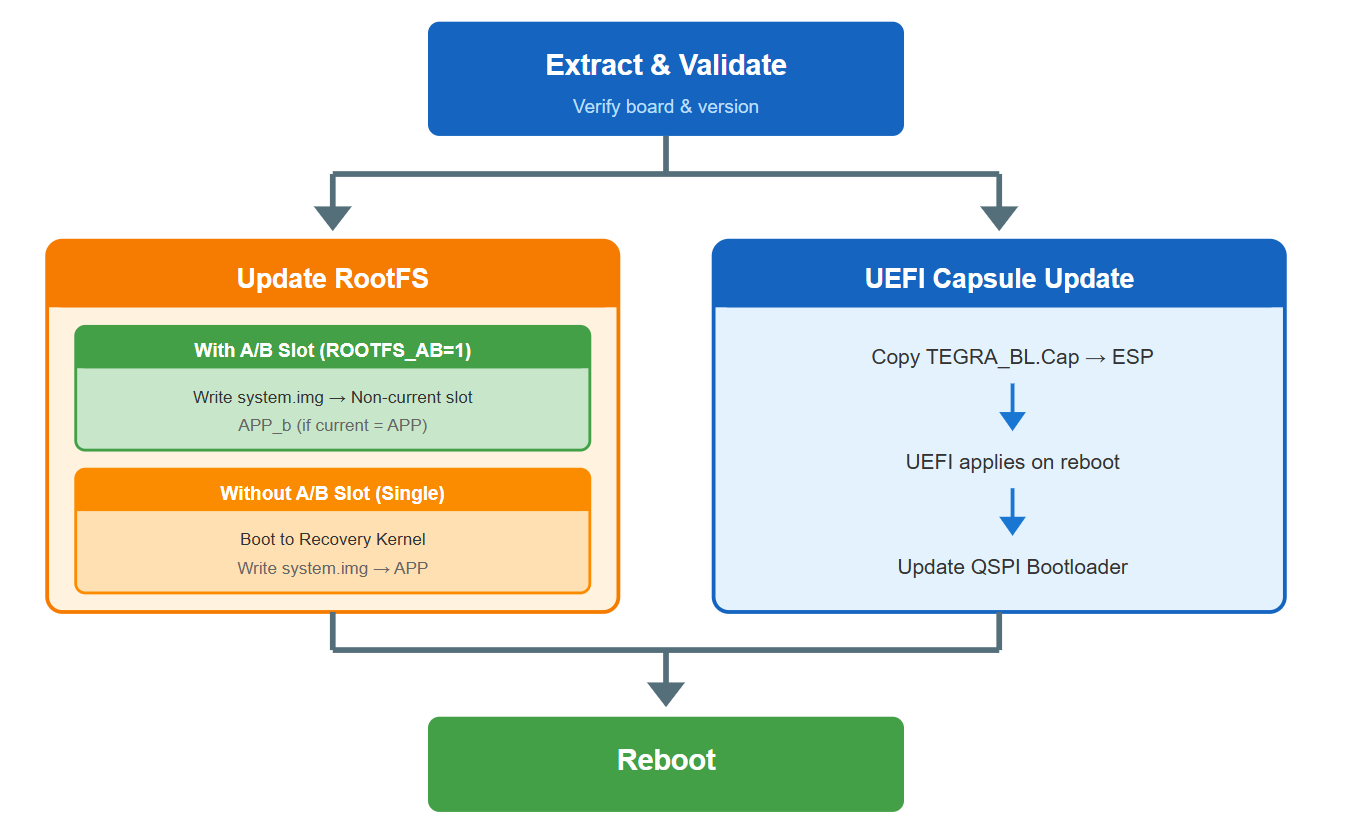 Extract & Validate
Verify board & version
Update RootFS
With A/B Slot (ROOTFS_AB=1)
Write system.img → Non-current slot
APP_b (if current = APP)
Without A/B Slot (Single)
Boot to Recovery Kernel
Write system.img → APP
UEFI Capsule Update
Copy TEGRA_BL.Cap → ESP
UEFI applies on reboot
Update QSPI Bootloader
Reboot